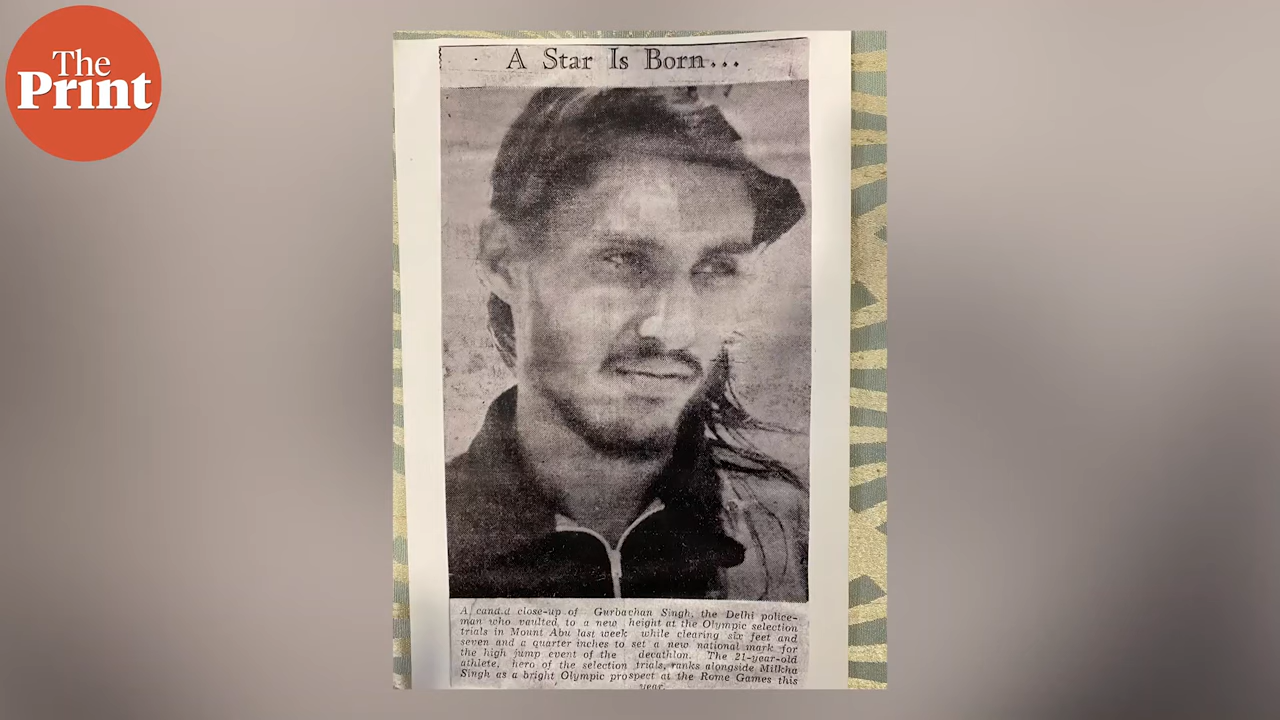 The
Print
A Star Is Born...
A candid close-up of Gurbachan Singh, the Delhi police-
man who vaulted to a new height at the Olympic selection
trials in Mount Abu last week while clearing six feet and
seven and a quarter inches to set a new national mark for
the high jump event of the decathlon. The 21-year-old
athlete, hero of the selection trials, ranks alongside Milkha
Singh as a bright Olympic prospect at the Rome Games this
year.